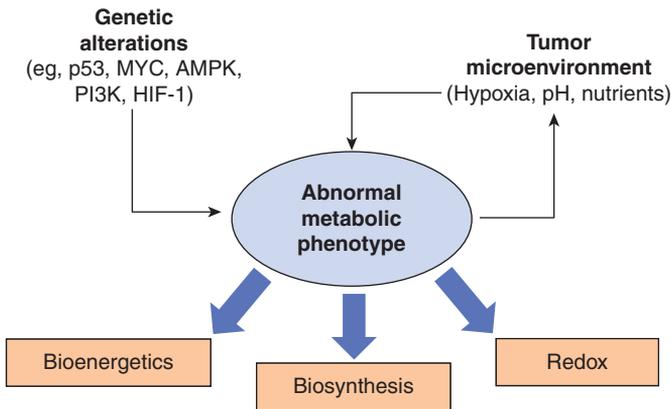 Genetic
alterations
(eg, p53, MYC, AMPK,
PI3K, HIF-1)
Tumor
microenvironment
(Hypoxia, pH, nutrients)
Abnormal
metabolic
phenotype
Bioenergetics
Biosynthesis
Redox